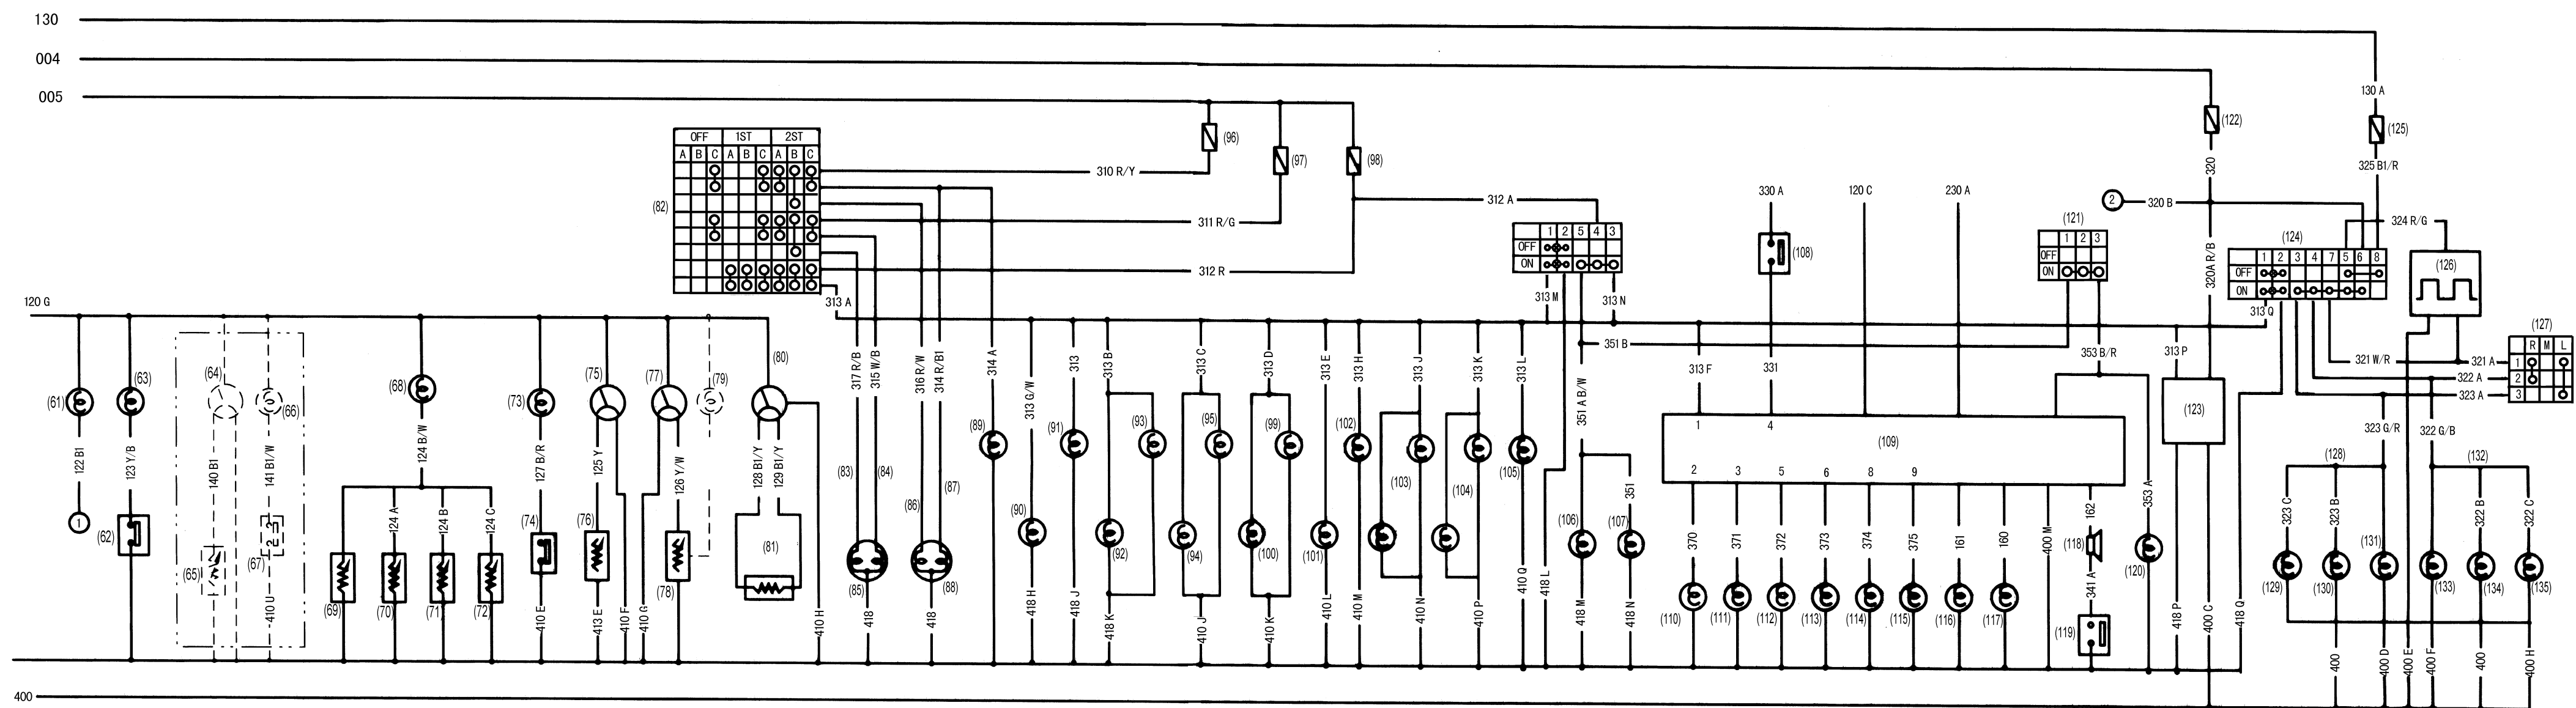 130
004
005
130 A
(96)
(97)
(98)
(122)
(125)
OFF 1ST 2ST
A B C A B C A B C
(82)
310 R/Y
311 R/G
312 R
313 A
312 A
320
325 B1/R
330 A
120 C
230 A
2
320 B
324 R/G
(121)
1 2 3
OFF
ON
(124)
1 2 3 4 7 5 6 8
OFF
ON
(126)
1 2 5 4 3
OFF
ON
(108)
320A R/B
120 G
313 M
313 N
313 Q
351 B
353 B/R
313 P
321 W/R
321 A
322 A
323 A
(127)
R M L
1
2
3
(61)
(63)
(64)
(66)
(68)
(73)
(75)
(77)
(79)
(80)
317 R/B
315 W/B
316 R/W
314 R/B1
314 A
313 G/W
313
313 B
313 C
313 D
313 E
313 H
313 J
313 K
313 L
351 A B/W
313 F
331
(123)
(89)
(91)
(93)
(95)
(99)
(102)
(103)
(104)
(105)
1
4
(109)
2 3 5 6 8 9
323 G/R
322 G/B
122 B1
123 Y/B
140 B1
141 B1/W
124 B/W
127 B/R
125 Y
126 Y/W
128 B1/Y
129 B1/Y
(83)
(84)
(86)
(87)
351
(128)
(132)
1
(62)
(65)
(67)
124 A
124 B
124 C
(74)
(76)
(78)
(81)
(85)
(88)
(90)
(92)
(94)
(100)
(101)
(106)
(107)
370
371
372
373
374
375
161
160
400 M
162
(118)
353 A
(120)
323 C
323 B
(131)
322 B
322 C
(129)
(130)
(133)
(134)
(135)
(69)
(70)
(71)
(72)
341 A
(119)
(110)
(111)
(112)
(113)
(114)
(115)
(116)
(117)
410 U
410 E
413 E
410 F
410 G
410 H
418
418
418 H
418 J
418 K
410 J
410 K
410 L
410 M
410 N
410 P
410 Q
418 L
418 M
418 N
418 P
400 C
418 Q
400
400 D
400 E
400 F
400
400 H
400